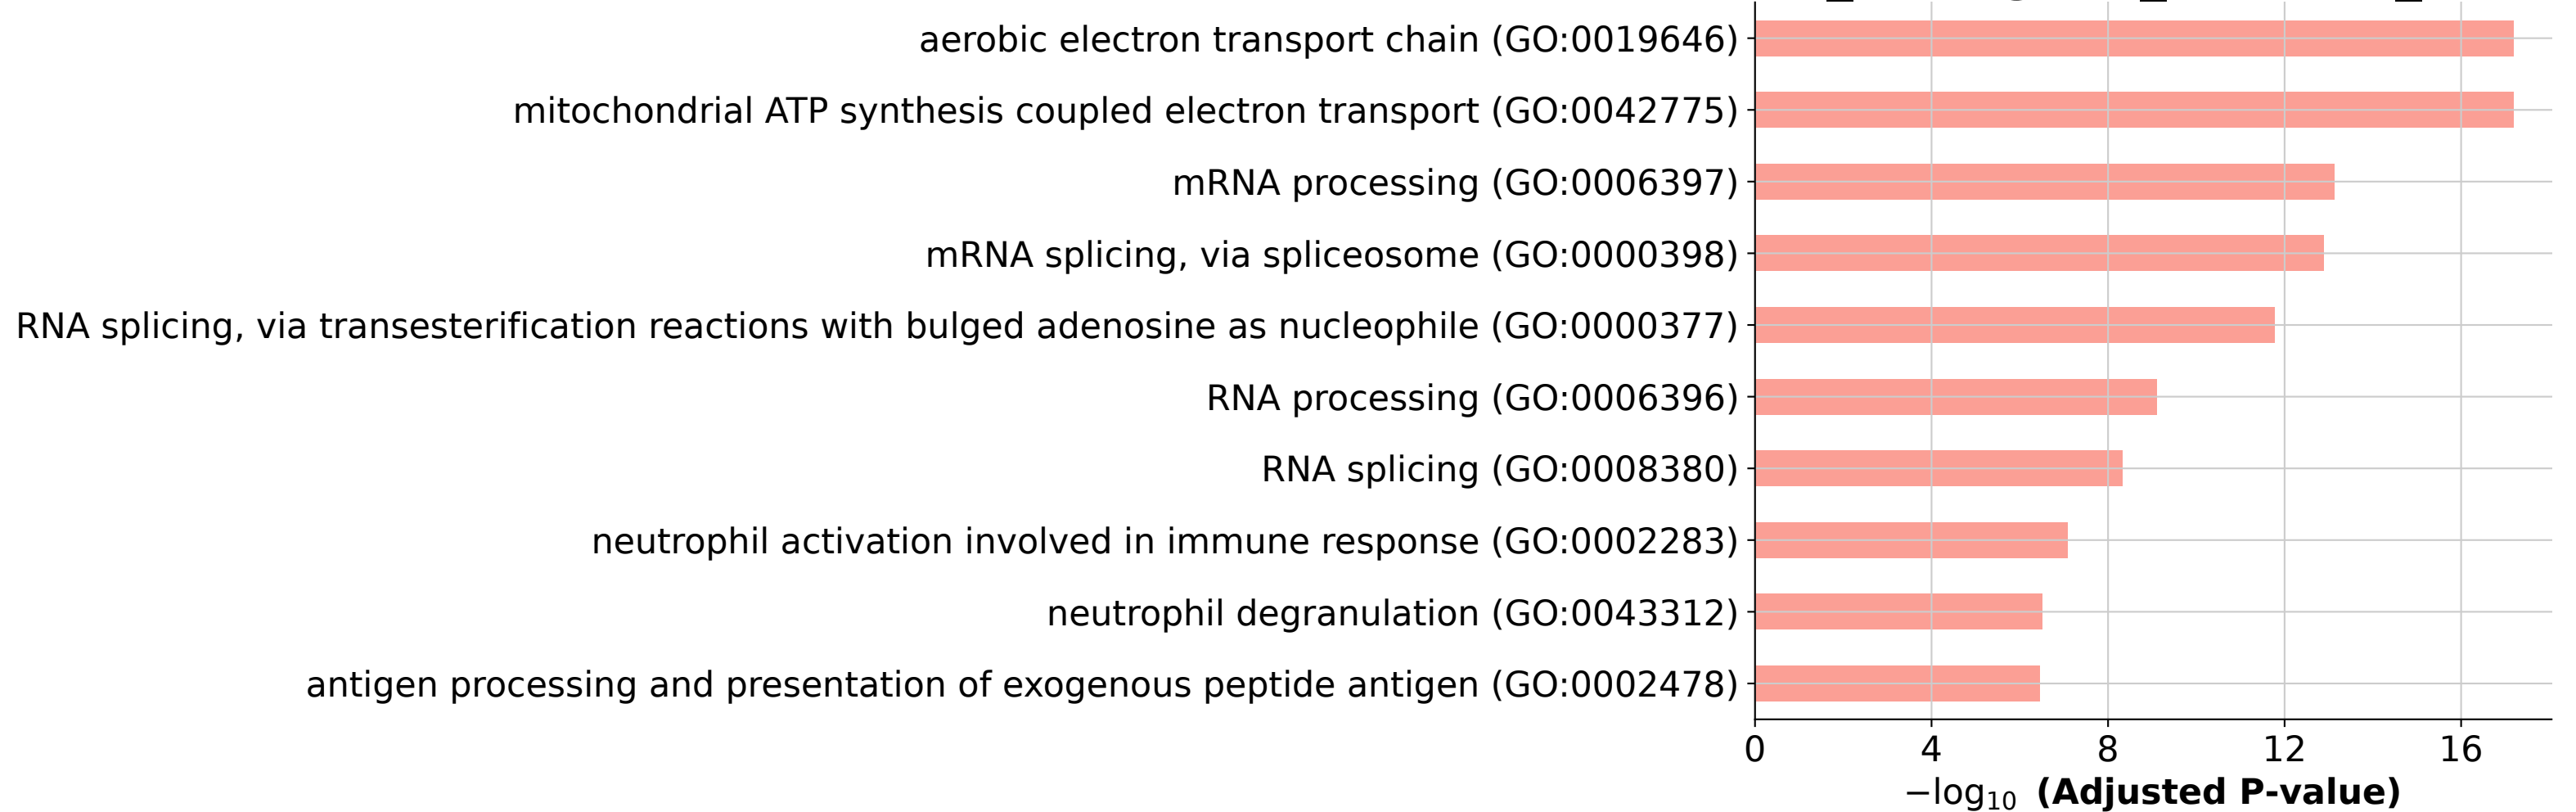 aerobic electron transport chain (GO:0019646)
mitochondrial ATP synthesis coupled electron transport (GO:0042775)
mRNA processing (GO:0006397)
mRNA splicing, via spliceosome (GO:0000398)
RNA splicing, via transesterification reactions with bulged adenosine as nucleophile (GO:0000377)
RNA processing (GO:0006396)
RNA splicing (GO:0008380)
neutrophil activation involved in immune response (GO:0002283)
neutrophil degranulation (GO:0043312)
antigen processing and presentation of exogenous peptide antigen (GO:0002478)
0 4 8 12 16
−log₁₀ (Adjusted P-value)